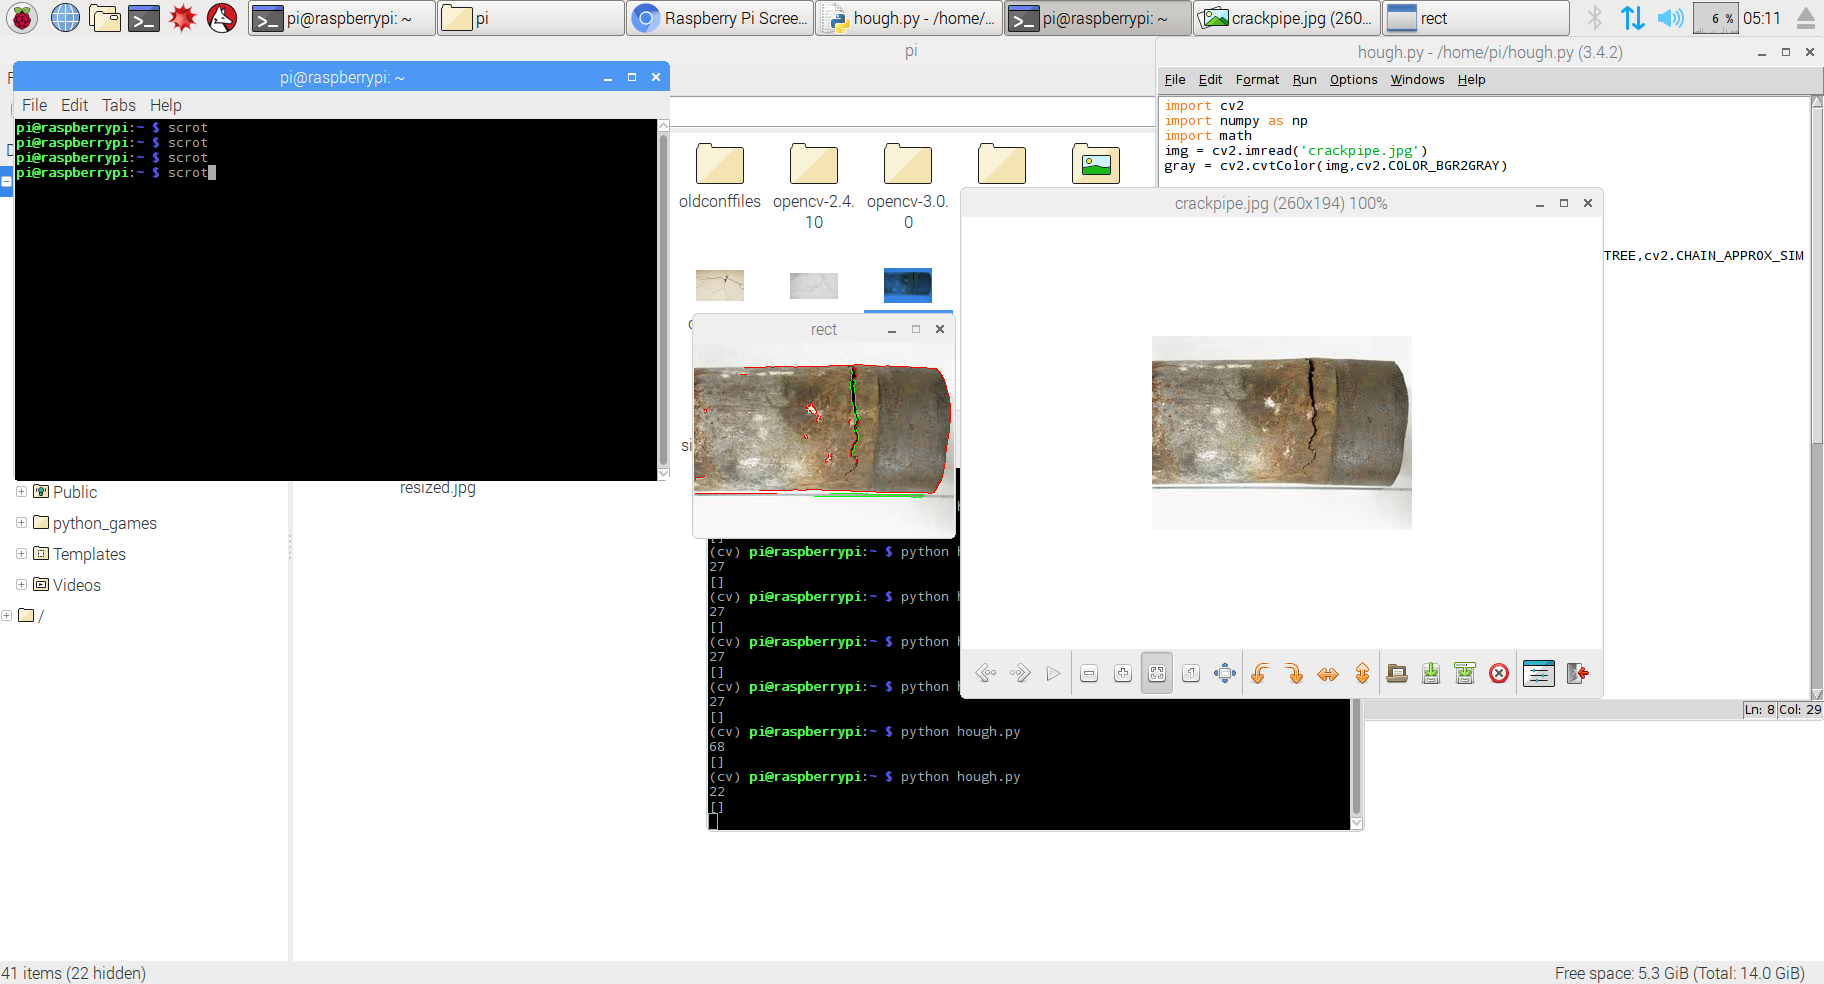 pi@raspberrypi: ~
pi
Raspberry Pi Scree...
hough.py - /home/...
pi@raspberrypi: ~
crackpipe.jpg (260...
rect
6 %
05:11
pi
hough.py - /home/pi/hough.py (3.4.2)
File Edit Format Run Options Windows Help
import cv2
import numpy as np
import math
img = cv2.imread('crackpipe.jpg')
gray = cv2.cvtColor(img,cv2.COLOR_BGR2GRAY)
TREE,cv2.CHAIN_APPROX_SIM
Ln: 8 Col: 29
pi@raspberrypi: ~
File Edit Tabs Help
pi@raspberrypi:~ $ scrot
pi@raspberrypi:~ $ scrot
pi@raspberrypi:~ $ scrot
pi@raspberrypi:~ $ scrot
oldconffiles
opencv-2.4.
10
opencv-3.0.
0
crackpipe.jpg (260x194) 100%
rect
si
resized.jpg
Public
python_games
Templates
Videos
/
[]
(cv) pi@raspberrypi:~ $ python h
27
[]
(cv) pi@raspberrypi:~ $ python h
27
[]
(cv) pi@raspberrypi:~ $ python h
27
[]
(cv) pi@raspberrypi:~ $ python h
27
[]
(cv) pi@raspberrypi:~ $ python hough.py
68
[]
(cv) pi@raspberrypi:~ $ python hough.py
22
[]
41 items (22 hidden)
Free space: 5.3 GiB (Total: 14.0 GiB)